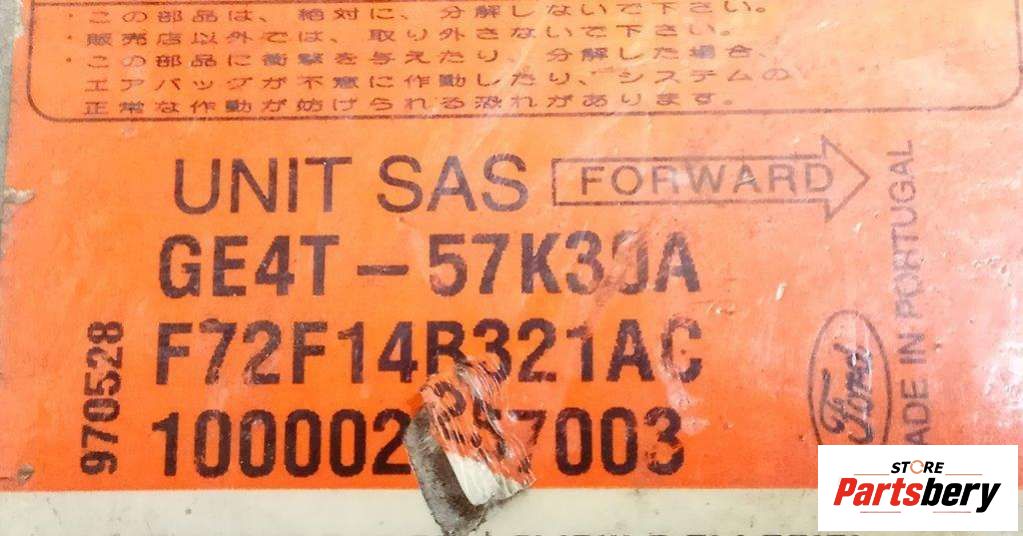 ・この部品は、絶対に、分解しないで下さい。
・販売店以外では、取り外さないで下さい。
・この部品に衝撃を与えたり、分解した場合、
エアバッグが不意に作動したり、システムの
正常な作動が妨げられる恐れがあります。
UNIT SAS FORWARD
GE4T-57K30A
F72F14B321AC
970528
MADE IN PORTUGAL
Ford
STORE
Partsbery